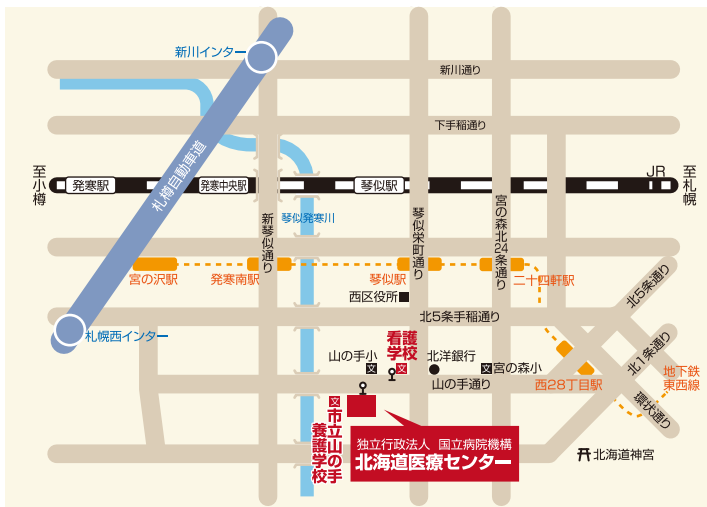 新川インター
新川通り
下手稲通り
札樽自動車道
至小樽
発寒駅
発寒中央駅
琴似駅
JR
至札幌
新琴似通り
琴似発寒川
琴似栄町通り
宮の森北24条通り
宮の沢駅
発寒南駅
琴似駅
二十四軒駅
西区役所
北5条通り
札幌西インター
北5条手稲通り
看護学校
文
山の手小
文
北洋銀行
文
宮の森小
北1条通り
地下鉄
東西線
山の手通り
西28丁目駅
環状通り
文
市立山の手
養護学校
独立行政法人 国立病院機構
北海道医療センター
北海道神宮